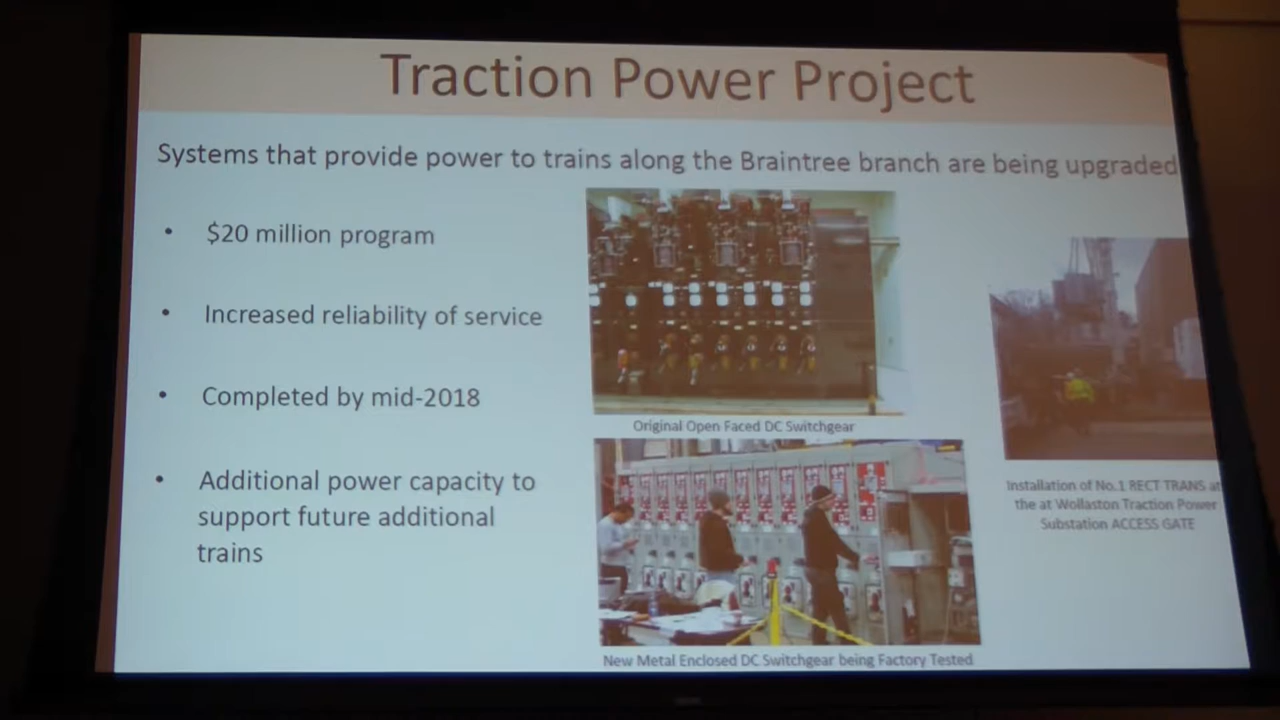 Traction Power Project
Systems that provide power to trains along the Braintree branch are being upgraded
• $20 million program
• Increased reliability of service
• Completed by mid-2018
• Additional power capacity to
support future additional
trains
Original Open Faced DC Switchgear
New Metal Enclosed DC Switchgear being Factory Tested
Installation of No.1 RECT TRANS at
the at Wollaston Traction Power
Substation ACCESS GATE